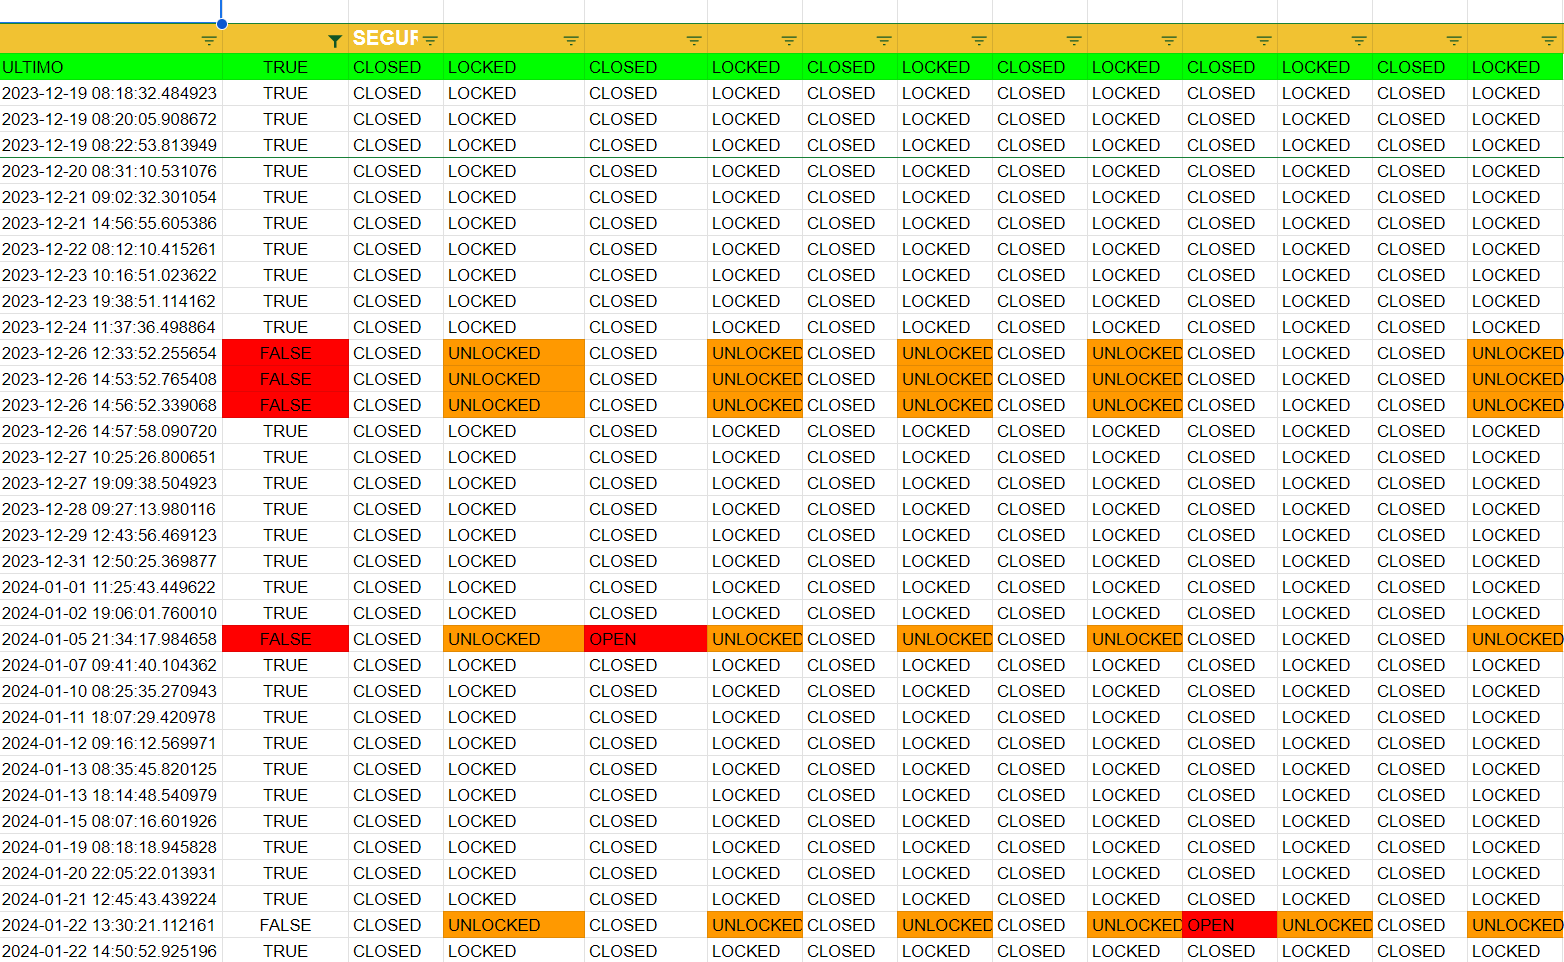 SEGUR
ULTIMO TRUE CLOSED LOCKED CLOSED LOCKED CLOSED LOCKED CLOSED LOCKED CLOSED LOCKED CLOSED LOCKED
2023-12-19 08:18:32.484923 TRUE CLOSED LOCKED CLOSED LOCKED CLOSED LOCKED CLOSED LOCKED CLOSED LOCKED CLOSED LOCKED
2023-12-19 08:20:05.908672 TRUE CLOSED LOCKED CLOSED LOCKED CLOSED LOCKED CLOSED LOCKED CLOSED LOCKED CLOSED LOCKED
2023-12-19 08:22:53.813949 TRUE CLOSED LOCKED CLOSED LOCKED CLOSED LOCKED CLOSED LOCKED CLOSED LOCKED CLOSED LOCKED
2023-12-20 08:31:10.531076 TRUE CLOSED LOCKED CLOSED LOCKED CLOSED LOCKED CLOSED LOCKED CLOSED LOCKED CLOSED LOCKED
2023-12-21 09:02:32.301054 TRUE CLOSED LOCKED CLOSED LOCKED CLOSED LOCKED CLOSED LOCKED CLOSED LOCKED CLOSED LOCKED
2023-12-21 14:56:55.605386 TRUE CLOSED LOCKED CLOSED LOCKED CLOSED LOCKED CLOSED LOCKED CLOSED LOCKED CLOSED LOCKED
2023-12-22 08:12:10.415261 TRUE CLOSED LOCKED CLOSED LOCKED CLOSED LOCKED CLOSED LOCKED CLOSED LOCKED CLOSED LOCKED
2023-12-23 10:16:51.023622 TRUE CLOSED LOCKED CLOSED LOCKED CLOSED LOCKED CLOSED LOCKED CLOSED LOCKED CLOSED LOCKED
2023-12-23 19:38:51.114162 TRUE CLOSED LOCKED CLOSED LOCKED CLOSED LOCKED CLOSED LOCKED CLOSED LOCKED CLOSED LOCKED
2023-12-24 11:37:36.498864 TRUE CLOSED LOCKED CLOSED LOCKED CLOSED LOCKED CLOSED LOCKED CLOSED LOCKED CLOSED LOCKED
2023-12-26 12:33:52.255654 FALSE CLOSED UNLOCKED CLOSED UNLOCKED CLOSED UNLOCKED CLOSED UNLOCKED CLOSED LOCKED CLOSED UNLOCKED
2023-12-26 14:53:52.765408 FALSE CLOSED UNLOCKED CLOSED UNLOCKED CLOSED UNLOCKED CLOSED UNLOCKED CLOSED LOCKED CLOSED UNLOCKED
2023-12-26 14:56:52.339068 FALSE CLOSED UNLOCKED CLOSED UNLOCKED CLOSED UNLOCKED CLOSED UNLOCKED CLOSED LOCKED CLOSED UNLOCKED
2023-12-26 14:57:58.090720 TRUE CLOSED LOCKED CLOSED LOCKED CLOSED LOCKED CLOSED LOCKED CLOSED LOCKED CLOSED LOCKED
2023-12-27 10:25:26.800651 TRUE CLOSED LOCKED CLOSED LOCKED CLOSED LOCKED CLOSED LOCKED CLOSED LOCKED CLOSED LOCKED
2023-12-27 19:09:38.504923 TRUE CLOSED LOCKED CLOSED LOCKED CLOSED LOCKED CLOSED LOCKED CLOSED LOCKED CLOSED LOCKED
2023-12-28 09:27:13.980116 TRUE CLOSED LOCKED CLOSED LOCKED CLOSED LOCKED CLOSED LOCKED CLOSED LOCKED CLOSED LOCKED
2023-12-29 12:43:56.469123 TRUE CLOSED LOCKED CLOSED LOCKED CLOSED LOCKED CLOSED LOCKED CLOSED LOCKED CLOSED LOCKED
2023-12-31 12:50:25.369877 TRUE CLOSED LOCKED CLOSED LOCKED CLOSED LOCKED CLOSED LOCKED CLOSED LOCKED CLOSED LOCKED
2024-01-01 11:25:43.449622 TRUE CLOSED LOCKED CLOSED LOCKED CLOSED LOCKED CLOSED LOCKED CLOSED LOCKED CLOSED LOCKED
2024-01-02 19:06:01.760010 TRUE CLOSED LOCKED CLOSED LOCKED CLOSED LOCKED CLOSED LOCKED CLOSED LOCKED CLOSED LOCKED
2024-01-05 21:34:17.984658 FALSE CLOSED UNLOCKED OPEN UNLOCKED CLOSED UNLOCKED CLOSED UNLOCKED CLOSED LOCKED CLOSED UNLOCKED
2024-01-07 09:41:40.104362 TRUE CLOSED LOCKED CLOSED LOCKED CLOSED LOCKED CLOSED LOCKED CLOSED LOCKED CLOSED LOCKED
2024-01-10 08:25:35.270943 TRUE CLOSED LOCKED CLOSED LOCKED CLOSED LOCKED CLOSED LOCKED CLOSED LOCKED CLOSED LOCKED
2024-01-11 18:07:29.420978 TRUE CLOSED LOCKED CLOSED LOCKED CLOSED LOCKED CLOSED LOCKED CLOSED LOCKED CLOSED LOCKED
2024-01-12 09:16:12.569971 TRUE CLOSED LOCKED CLOSED LOCKED CLOSED LOCKED CLOSED LOCKED CLOSED LOCKED CLOSED LOCKED
2024-01-13 08:35:45.820125 TRUE CLOSED LOCKED CLOSED LOCKED CLOSED LOCKED CLOSED LOCKED CLOSED LOCKED CLOSED LOCKED
2024-01-13 18:14:48.540979 TRUE CLOSED LOCKED CLOSED LOCKED CLOSED LOCKED CLOSED LOCKED CLOSED LOCKED CLOSED LOCKED
2024-01-15 08:07:16.601926 TRUE CLOSED LOCKED CLOSED LOCKED CLOSED LOCKED CLOSED LOCKED CLOSED LOCKED CLOSED LOCKED
2024-01-19 08:18:18.945828 TRUE CLOSED LOCKED CLOSED LOCKED CLOSED LOCKED CLOSED LOCKED CLOSED LOCKED CLOSED LOCKED
2024-01-20 22:05:22.013931 TRUE CLOSED LOCKED CLOSED LOCKED CLOSED LOCKED CLOSED LOCKED CLOSED LOCKED CLOSED LOCKED
2024-01-21 12:45:43.439224 TRUE CLOSED LOCKED CLOSED LOCKED CLOSED LOCKED CLOSED LOCKED CLOSED LOCKED CLOSED LOCKED
2024-01-22 13:30:21.112161 FALSE CLOSED UNLOCKED CLOSED UNLOCKED CLOSED UNLOCKED CLOSED UNLOCKED OPEN UNLOCKED CLOSED UNLOCKED
2024-01-22 14:50:52.925196 TRUE CLOSED LOCKED CLOSED LOCKED CLOSED LOCKED CLOSED LOCKED CLOSED LOCKED CLOSED LOCKED